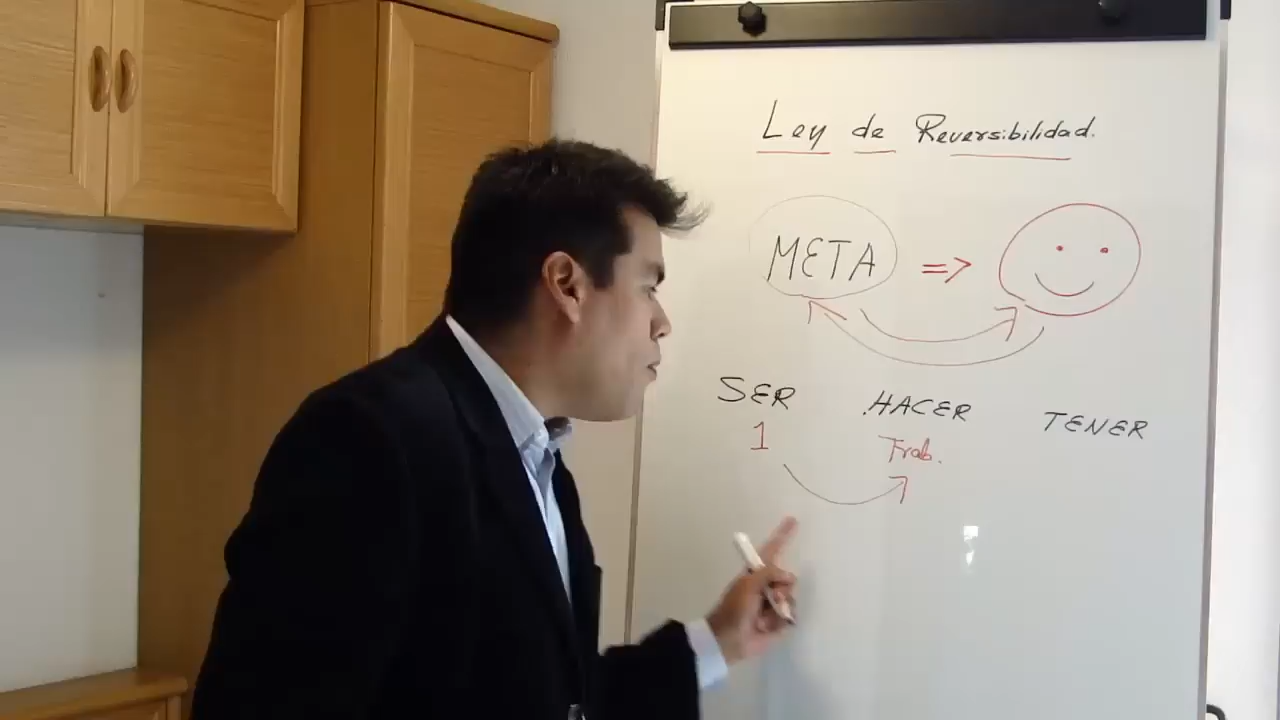 Ley de Reversibilidad.
META =>
SER HACER TENER
1 Trab.